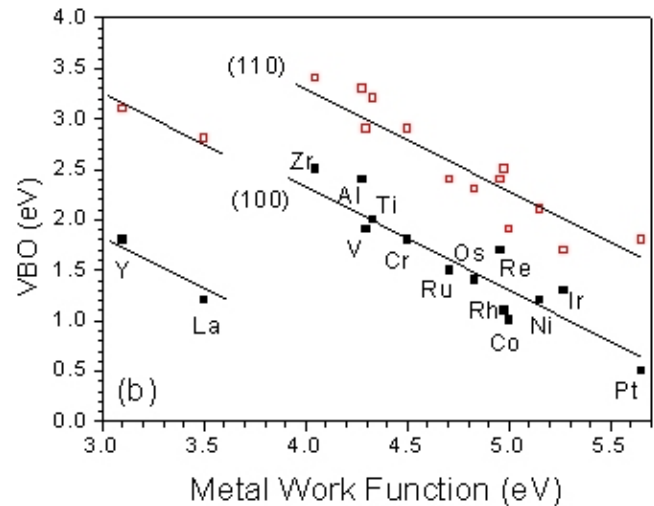 4.0
3.5
3.0
2.5
2.0
1.5
1.0
0.5
0.0
VBO (eV)
(110)
(100)
Zr
Al
Ti
V
Cr
Os
Re
Ru
Rh
Co
Ni
Ir
Pt
Y
La
(b)
3.0 3.5 4.0 4.5 5.0 5.5
Metal Work Function (eV)